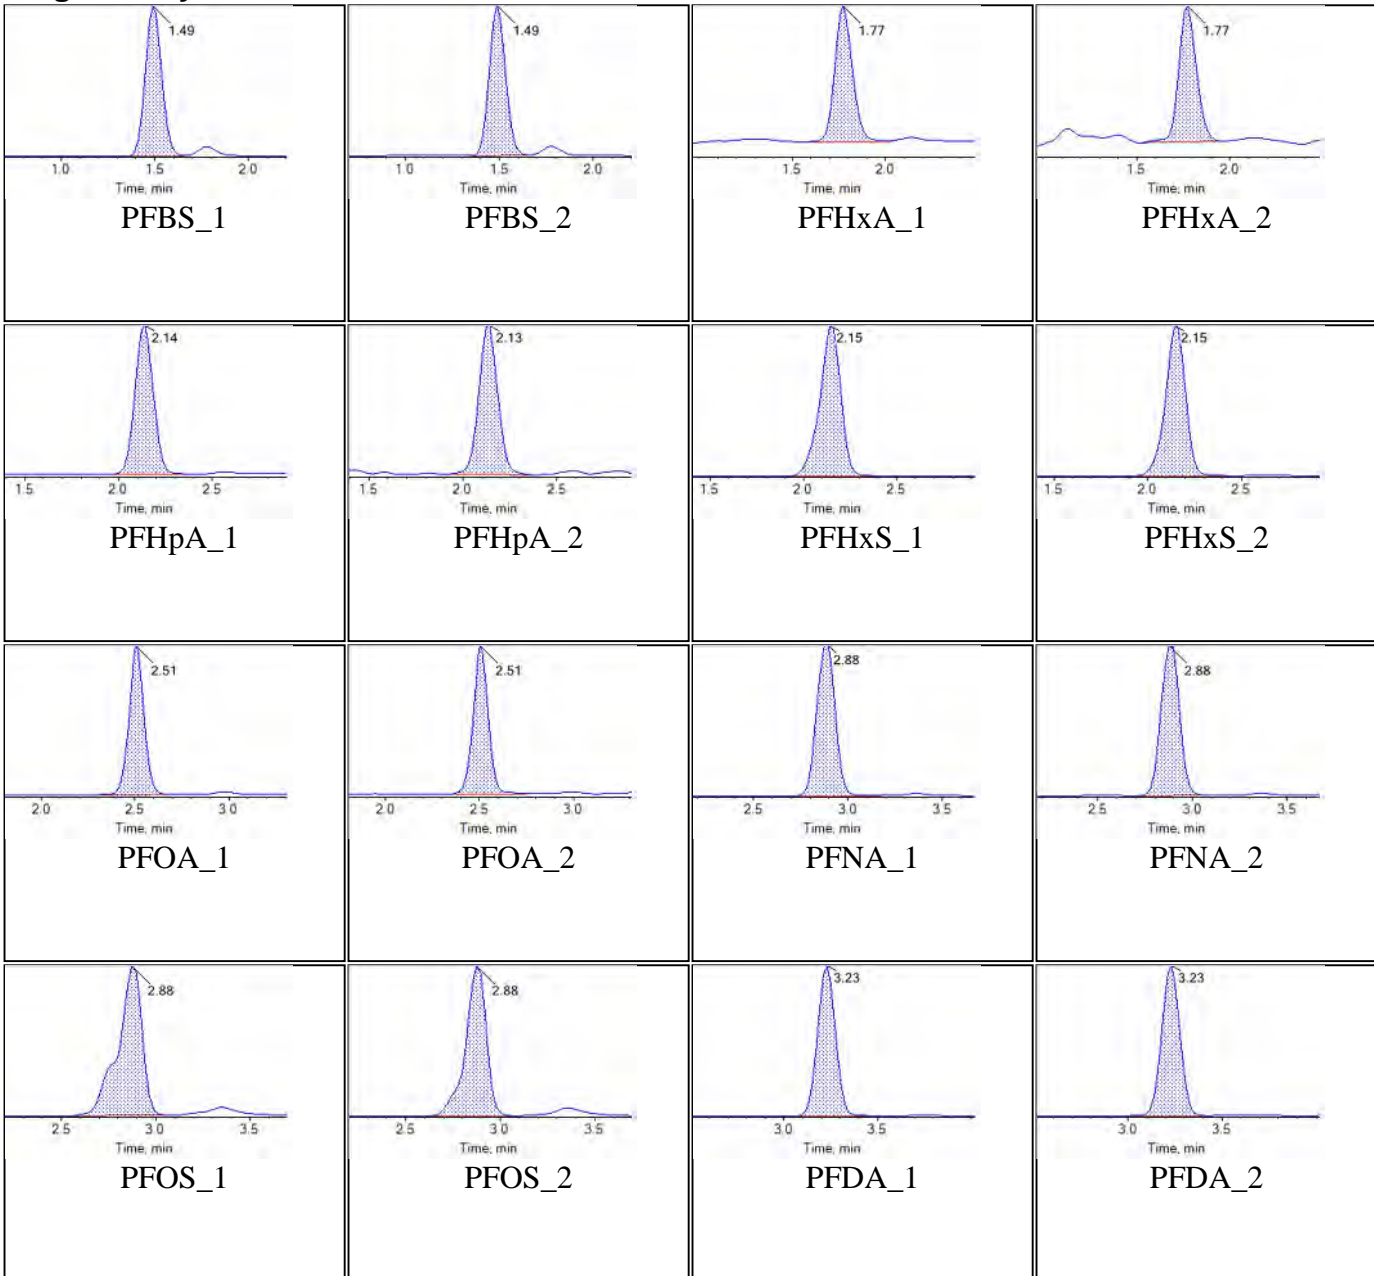 1.49 1.49 1.77 1.77
1.0 1.5 2.0 1.0 1.5 2.0 1.5 2.0 1.5 2.0
Time, min Time, min Time, min Time, min
PFBS_1 PFBS_2 PFHxA_1 PFHxA_2
2.14 2.13 2.15 2.15
1.5 2.0 2.5 1.5 2.0 2.5 1.5 2.0 2.5 1.5 2.0 2.5
Time, min Time, min Time, min Time, min
PFHpA_1 PFHpA_2 PFHxS_1 PFHxS_2
2.51 2.51 2.88 2.88
2.0 2.5 3.0 2.0 2.5 3.0 2.5 3.0 3.5 2.5 3.0 3.5
Time, min Time, min Time, min Time, min
PFOA_1 PFOA_2 PFNA_1 PFNA_2
2.88 2.88 3.23 3.23
2.5 3.0 3.5 2.5 3.0 3.5 3.0 3.5 3.0 3.5
Time, min Time, min Time, min Time, min
PFOS_1 PFOS_2 PFDA_1 PFDA_2